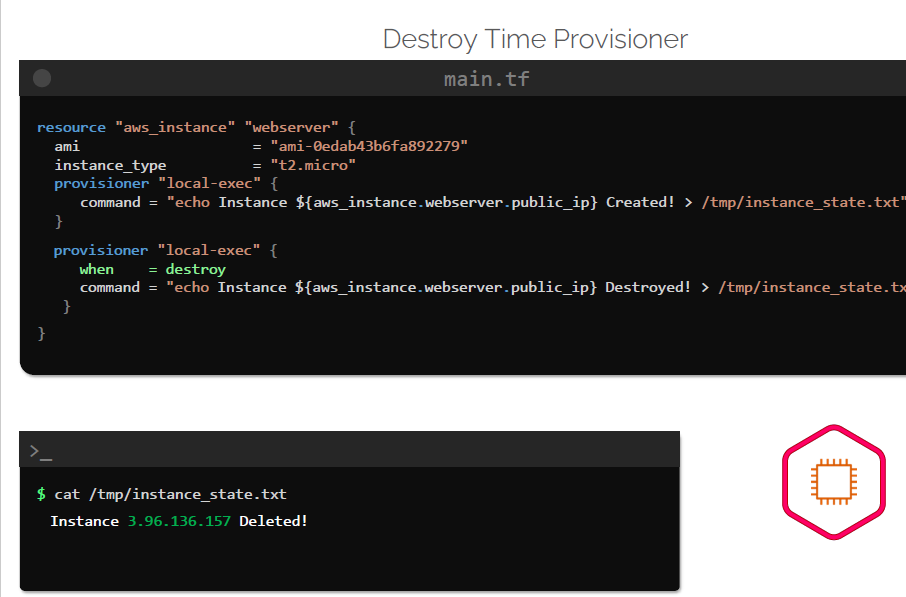 Destroy Time Provisioner
main.tf
resource "aws_instance" "webserver" {
ami = "ami-0edab43b6fa892279"
instance_type = "t2.micro"
provisioner "local-exec" {
command = "echo Instance ${aws_instance.webserver.public_ip} Created! > /tmp/instance_state.txt"
}
provisioner "local-exec" {
when = destroy
command = "echo Instance ${aws_instance.webserver.public_ip} Destroyed! > /tmp/instance_state.tx
}
}
>_
$ cat /tmp/instance_state.txt
Instance 3.96.136.157 Deleted!